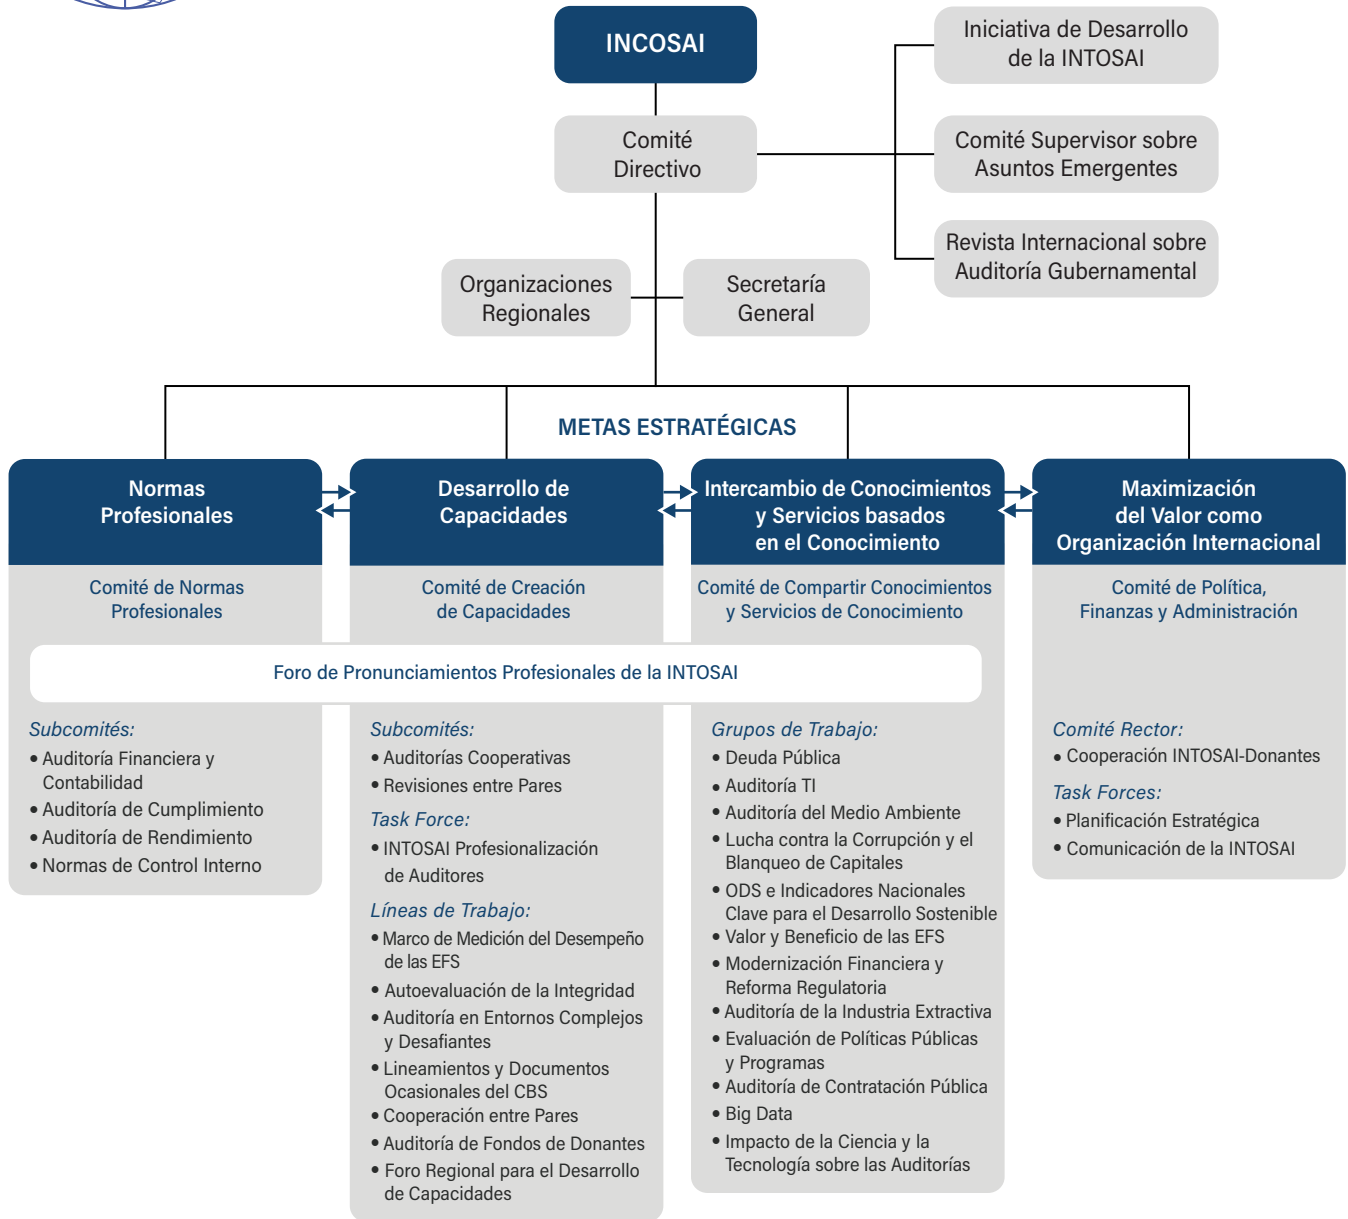 INCOSAI
Iniciativa de Desarrollo
de la INTOSAI
Comité
Directivo
Comité Supervisor sobre
Asuntos Emergentes
Revista Internacional sobre
Auditoría Gubernamental
Organizaciones
Regionales
Secretaría
General
METAS ESTRATÉGICAS
Normas
Profesionales
Comité de Normas
Profesionales
Desarrollo de
Capacidades
Comité de Creación
de Capacidades
Intercambio de Conocimientos
y Servicios basados
en el Conocimiento
Comité de Compartir Conocimientos
y Servicios de Conocimiento
Maximización
del Valor como
Organización Internacional
Comité de Política,
Finanzas y Administración
Foro de Pronunciamientos Profesionales de la INTOSAI
Subcomités:
• Auditoría Financiera y
Contabilidad
• Auditoría de Cumplimiento
• Auditoría de Rendimiento
• Normas de Control Interno
Subcomités:
• Auditorías Cooperativas
• Revisiones entre Pares
Task Force:
• INTOSAI Profesionalización
de Auditores
Líneas de Trabajo:
• Marco de Medición del Desempeño
de las EFS
• Autoevaluación de la Integridad
• Auditoría en Entornos Complejos
y Desafiantes
• Lineamientos y Documentos
Ocasionales del CBS
• Cooperación entre Pares
• Auditoría de Fondos de Donantes
• Foro Regional para el Desarrollo
de Capacidades
Grupos de Trabajo:
• Deuda Pública
• Auditoría TI
• Auditoría del Medio Ambiente
• Lucha contra la Corrupción y el
Blanqueo de Capitales
• ODS e Indicadores Nacionales
Clave para el Desarrollo Sostenible
• Valor y Beneficio de las EFS
• Modernización Financiera y
Reforma Regulatoria
• Auditoría de la Industria Extractiva
• Evaluación de Políticas Públicas
y Programas
• Auditoría de Contratación Pública
• Big Data
• Impacto de la Ciencia y la
Tecnología sobre las Auditorías
Comité Rector:
• Cooperación INTOSAI-Donantes
Task Forces:
• Planificación Estratégica
• Comunicación de la INTOSAI